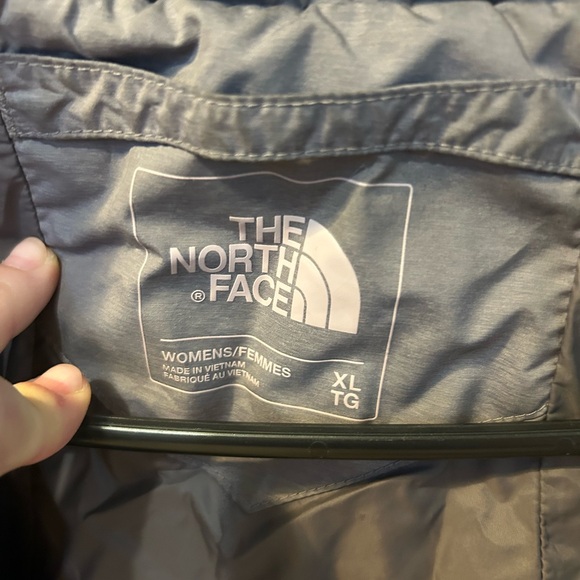 THE
NORTH
® FACE
WOMENS/FEMMES
MADE IN VIETNAM
FABRIQUÉ AU VIETNAM
XL
TG